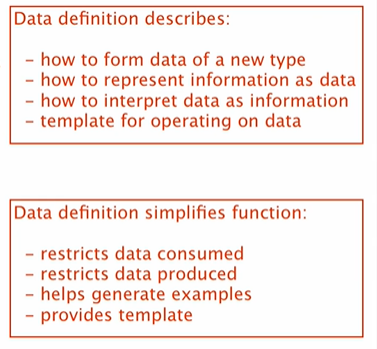 Data definition describes:
– how to form data of a new type
– how to represent information as data
– how to interpret data as information
– template for operating on data
Data definition simplifies function:
– restricts data consumed
– restricts data produced
– helps generate examples
– provides template